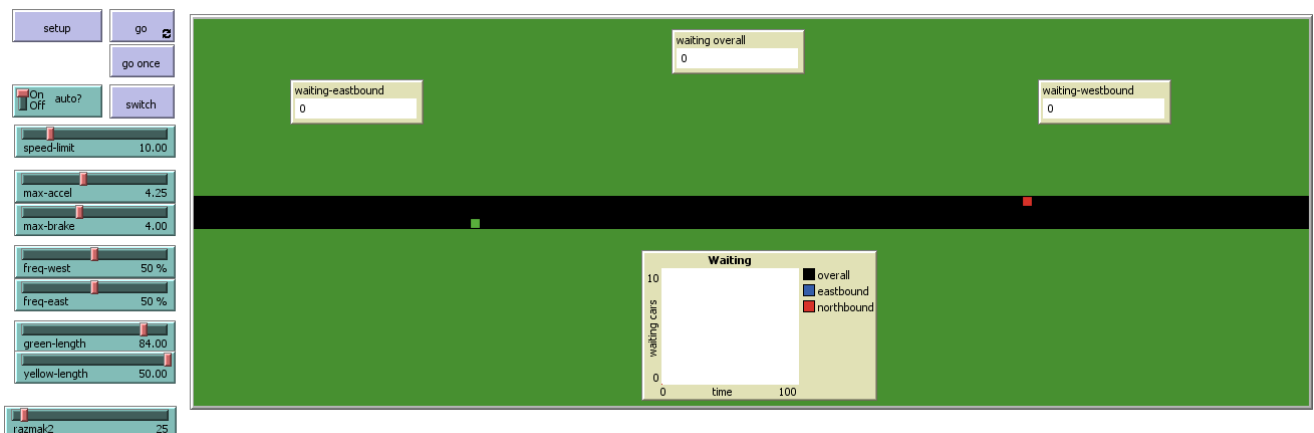 setup
go
go once
On
Off
auto?
switch
speed-limit 10.00
max-accel 4.25
max-brake 4.00
freq-west 50 %
freq-east 50 %
green-length 84.00
yellow-length 50.00
razmak2 25
waiting overall
0
waiting-eastbound
0
waiting-westbound
0
Waiting
10
waiting cars
0
0 time 100
overall
eastbound
northbound